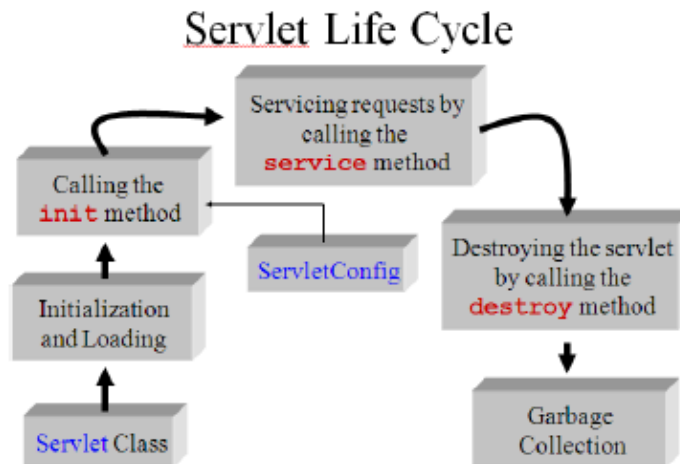 Servlet Life Cycle
Servicing requests by
calling the
service method
Calling the
init method
ServletConfig
Destroying the servlet
by calling the
destroy method
Initialization
and Loading
Servlet Class
Garbage
Collection